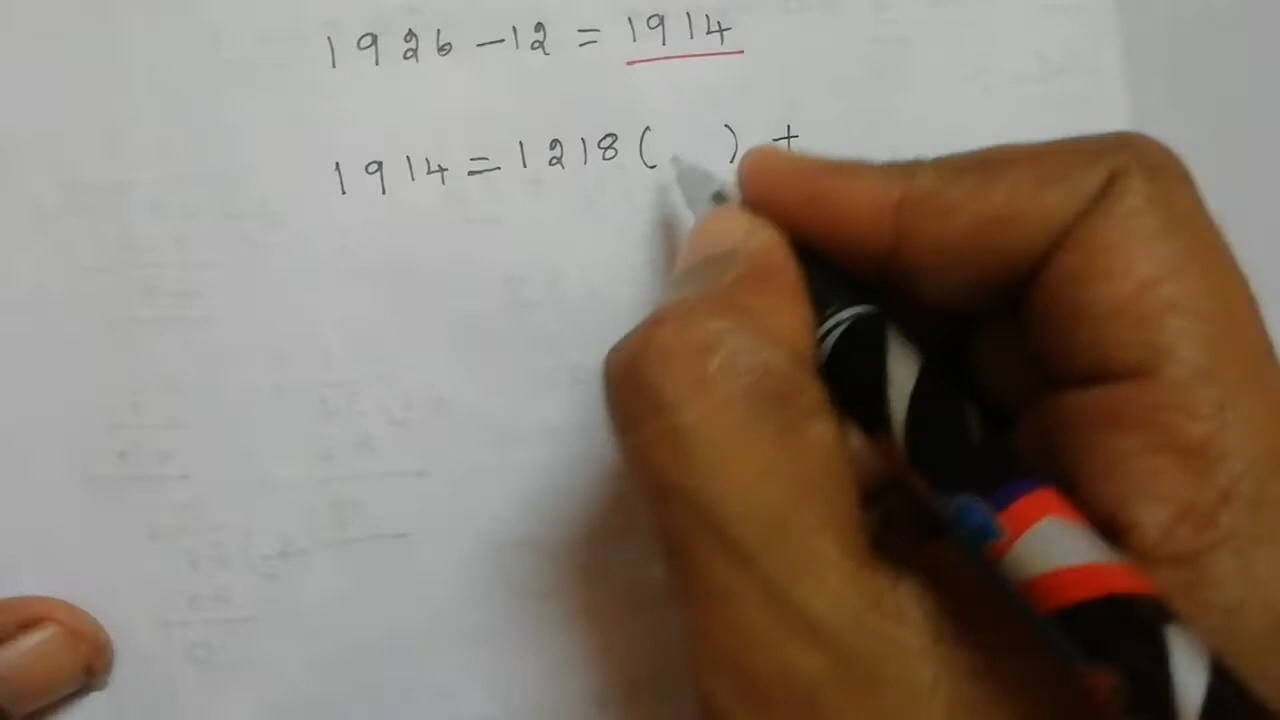 1926 - 12 = 1914
1914 = 1218 (   ) +